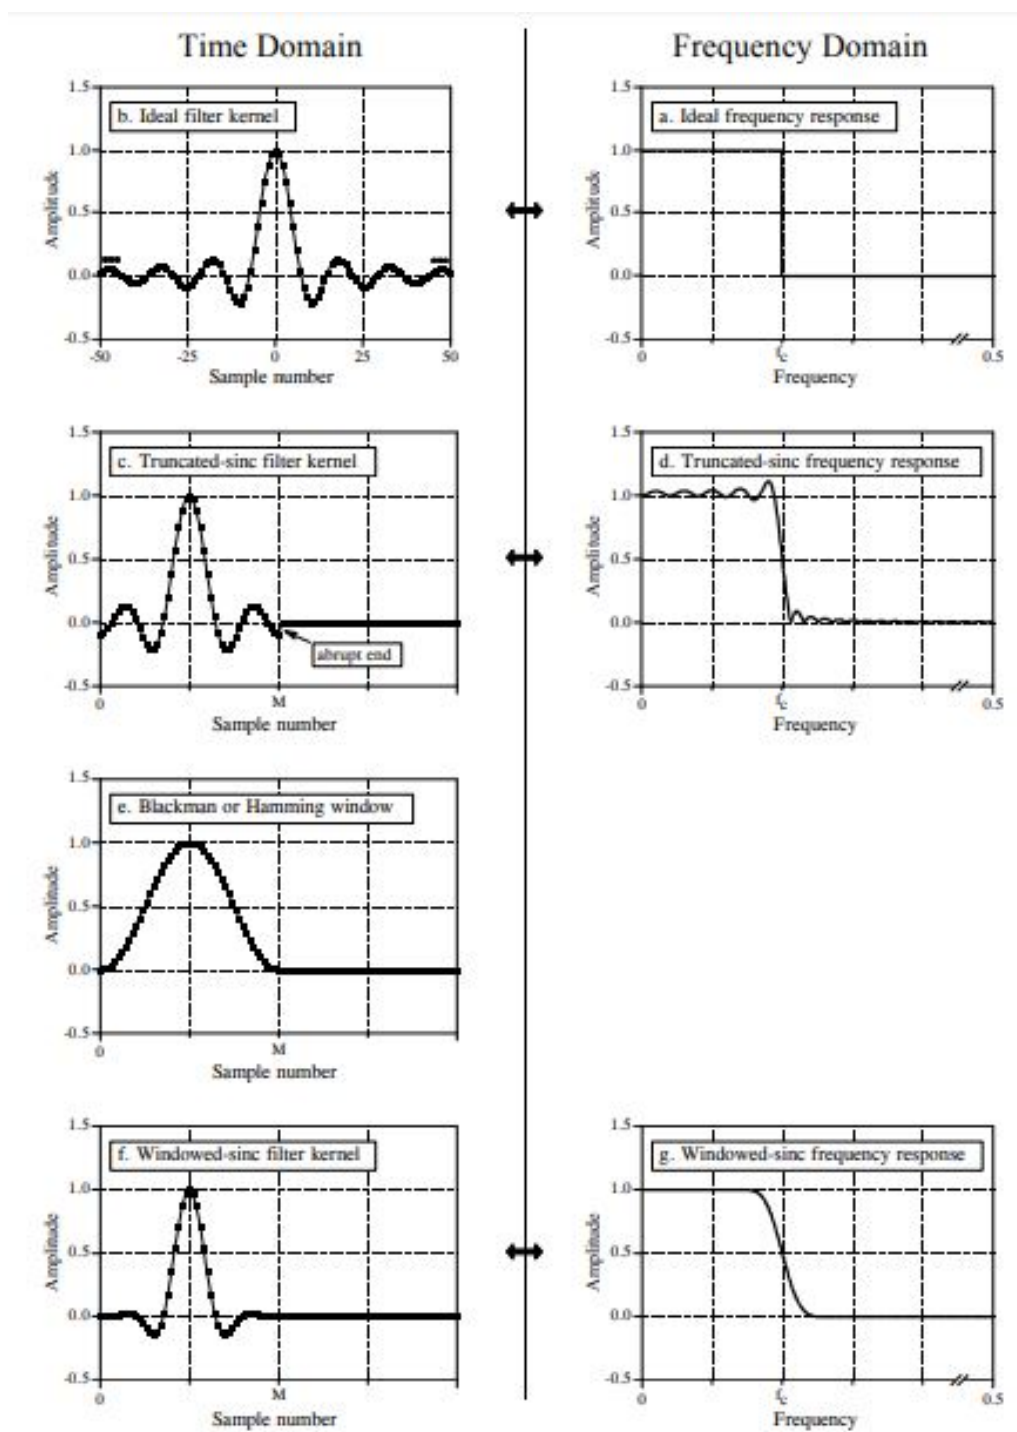 Time Domain
Frequency Domain
b. Ideal filter kernel
1.5
1.0
0.5
0.0
-0.5
Amplitude
-50
-25
0
25
50
Sample number
a. Ideal frequency response
1.5
1.0
0.5
0.0
-0.5
Amplitude
0
fc
0.5
Frequency
c. Truncated-sinc filter kernel
1.5
1.0
0.5
0.0
-0.5
Amplitude
abrupt end
0
M
Sample number
d. Truncated-sinc frequency response
1.5
1.0
0.5
0.0
-0.5
Amplitude
0
fc
0.5
Frequency
e. Blackman or Hamming window
1.5
1.0
0.5
0.0
-0.5
Amplitude
0
M
Sample number
f. Windowed-sinc filter kernel
1.5
1.0
0.5
0.0
-0.5
Amplitude
0
M
Sample number
g. Windowed-sinc frequency response
1.5
1.0
0.5
0.0
-0.5
Amplitude
0
fc
0.5
Frequency